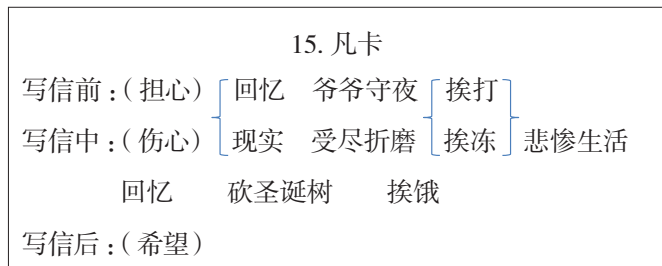 15. 凡卡
写信前：（担心） 回忆 爷爷守夜 挨打
写信中：（伤心） 现实 受尽折磨 挨冻 悲惨生活
回忆 砍圣诞树 挨饿
写信后：（希望）